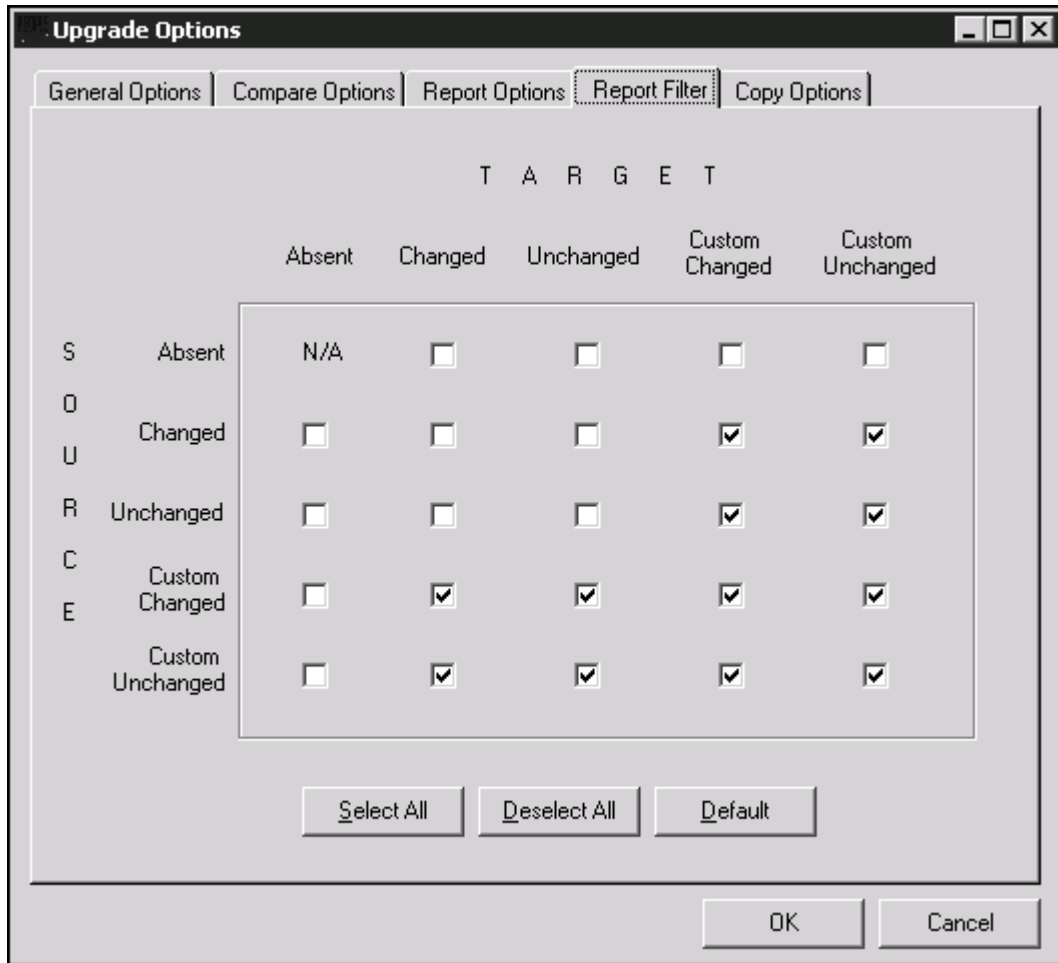 Upgrade Options
General Options Compare Options Report Options Report Filter Copy Options
T A R G E T
Absent Changed Unchanged Custom Changed Custom Unchanged
S O U R C E
Absent N/A
Changed
Unchanged
Custom
Changed
Custom
Unchanged
Select All Deselect All Default
OK Cancel